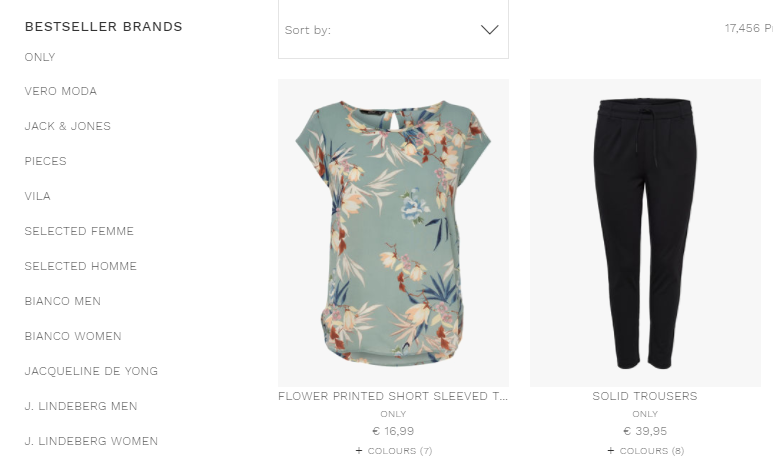 BESTSELLER BRANDS
ONLY
VERO MODA
JACK & JONES
PIECES
VILA
SELECTED FEMME
SELECTED HOMME
BIANCO MEN
BIANCO WOMEN
JACQUELINE DE YONG
J. LINDEBERG MEN
J. LINDEBERG WOMEN
Sort by:
17,456
FLOWER PRINTED SHORT SLEEVED T...
ONLY
€ 16,99
+ COLOURS (7)
SOLID TROUSERS
ONLY
€ 39,95
+ COLOURS (8)